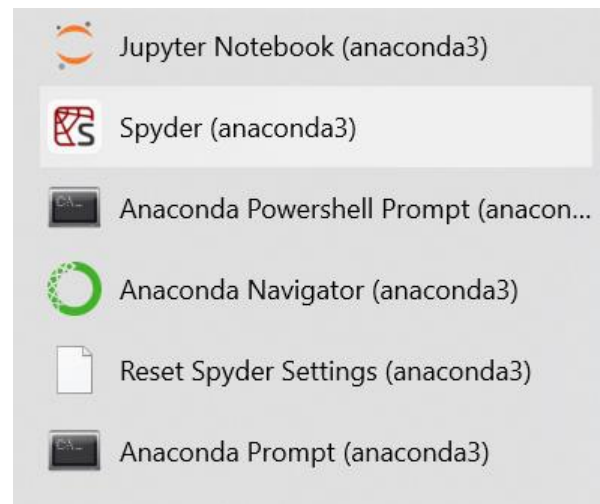 Jupyter Notebook (anaconda3)
Spyder (anaconda3)
Anaconda Powershell Prompt (anacon...
Anaconda Navigator (anaconda3)
Reset Spyder Settings (anaconda3)
Anaconda Prompt (anaconda3)